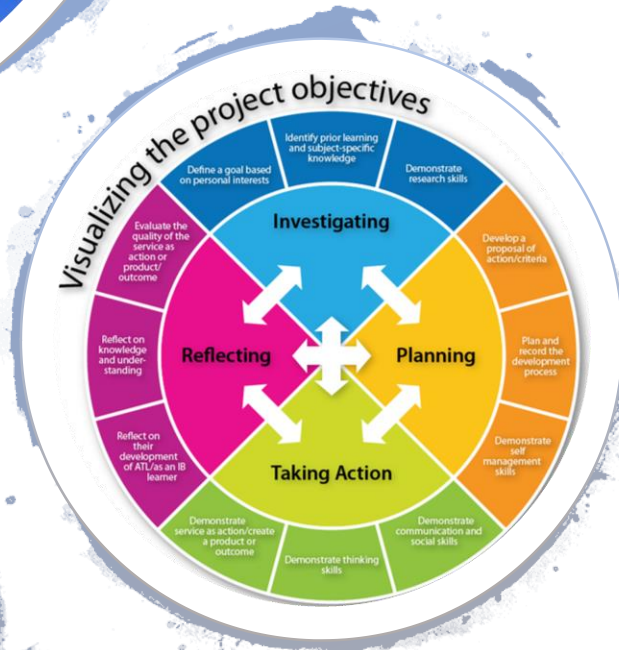 Visualizing the project objectives
Define a goal based
on personal interests
Identify prior learning
and subject-specific
knowledge
Demonstrate
research skills
Investigating
Evaluate the
quality of the
service as
action or
product/
outcome
Develop a
proposal of
action/criteria
Reflect on
knowledge
and under-
standing
Reflecting
Planning
Plan and
record the
development
process
Reflect on
their
development
of ATL/as an IB
learner
Demonstrate
self
management
skills
Taking Action
Demonstrate
service as action/create
a product or
outcome
Demonstrate thinking
skills
Demonstrate
communication and
social skills